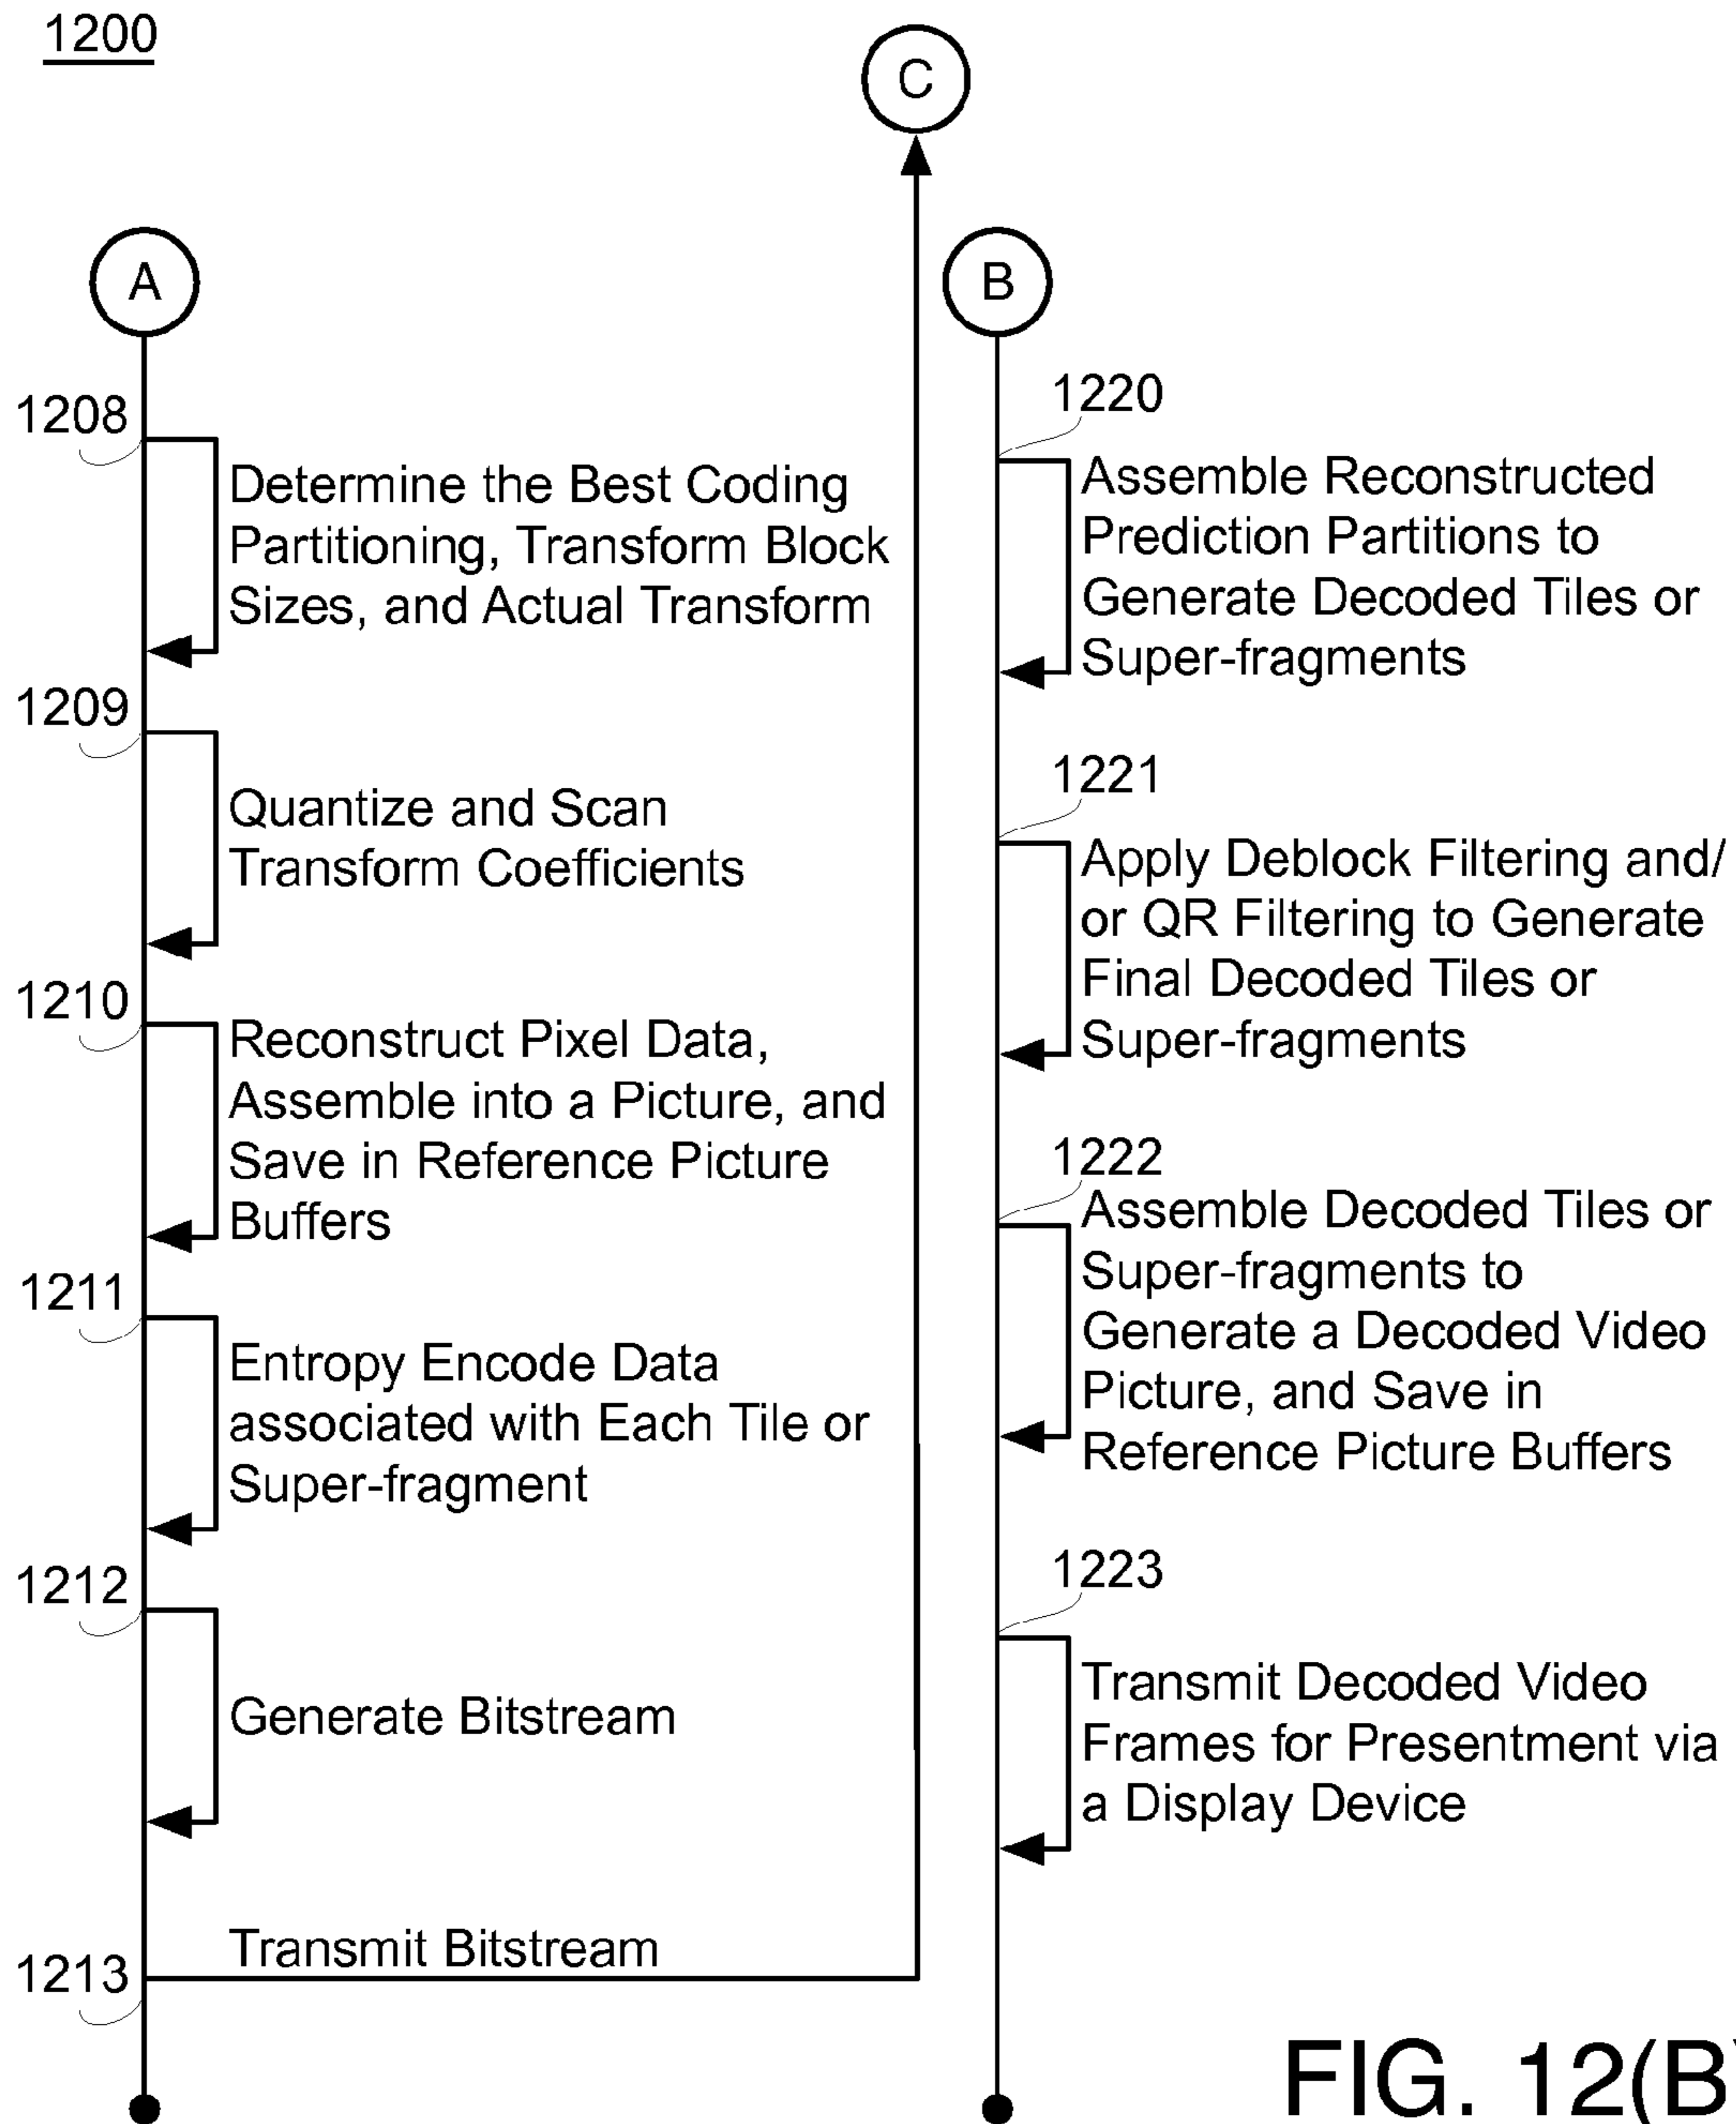 1200
C
A
B
1208
Determine the Best Coding
Partitioning, Transform Block
Sizes, and Actual Transform
1209
Quantize and Scan
Transform Coefficients
1210
Reconstruct Pixel Data,
Assemble into a Picture, and
Save in Reference Picture
Buffers
1211
Entropy Encode Data
associated with Each Tile or
Super-fragment
1212
Generate Bitstream
1213
Transmit Bitstream
1220
Assemble Reconstructed
Prediction Partitions to
Generate Decoded Tiles or
Super-fragments
1221
Apply Deblock Filtering and/
or QR Filtering to Generate
Final Decoded Tiles or
Super-fragments
1222
Assemble Decoded Tiles or
Super-fragments to
Generate a Decoded Video
Picture, and Save in
Reference Picture Buffers
1223
Transmit Decoded Video
Frames for Presentment via
a Display Device
FIG. 12(B)